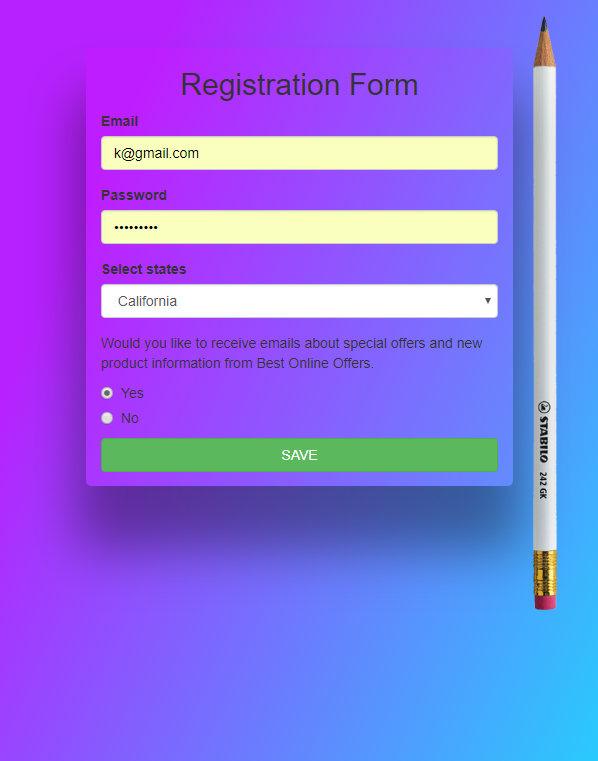 Registration Form
Email
k@gmail.com
Password
•••••••••
Select states
California
Would you like to receive emails about special offers and new
product information from Best Online Offers.
Yes
No
SAVE
STABILO
242 GK